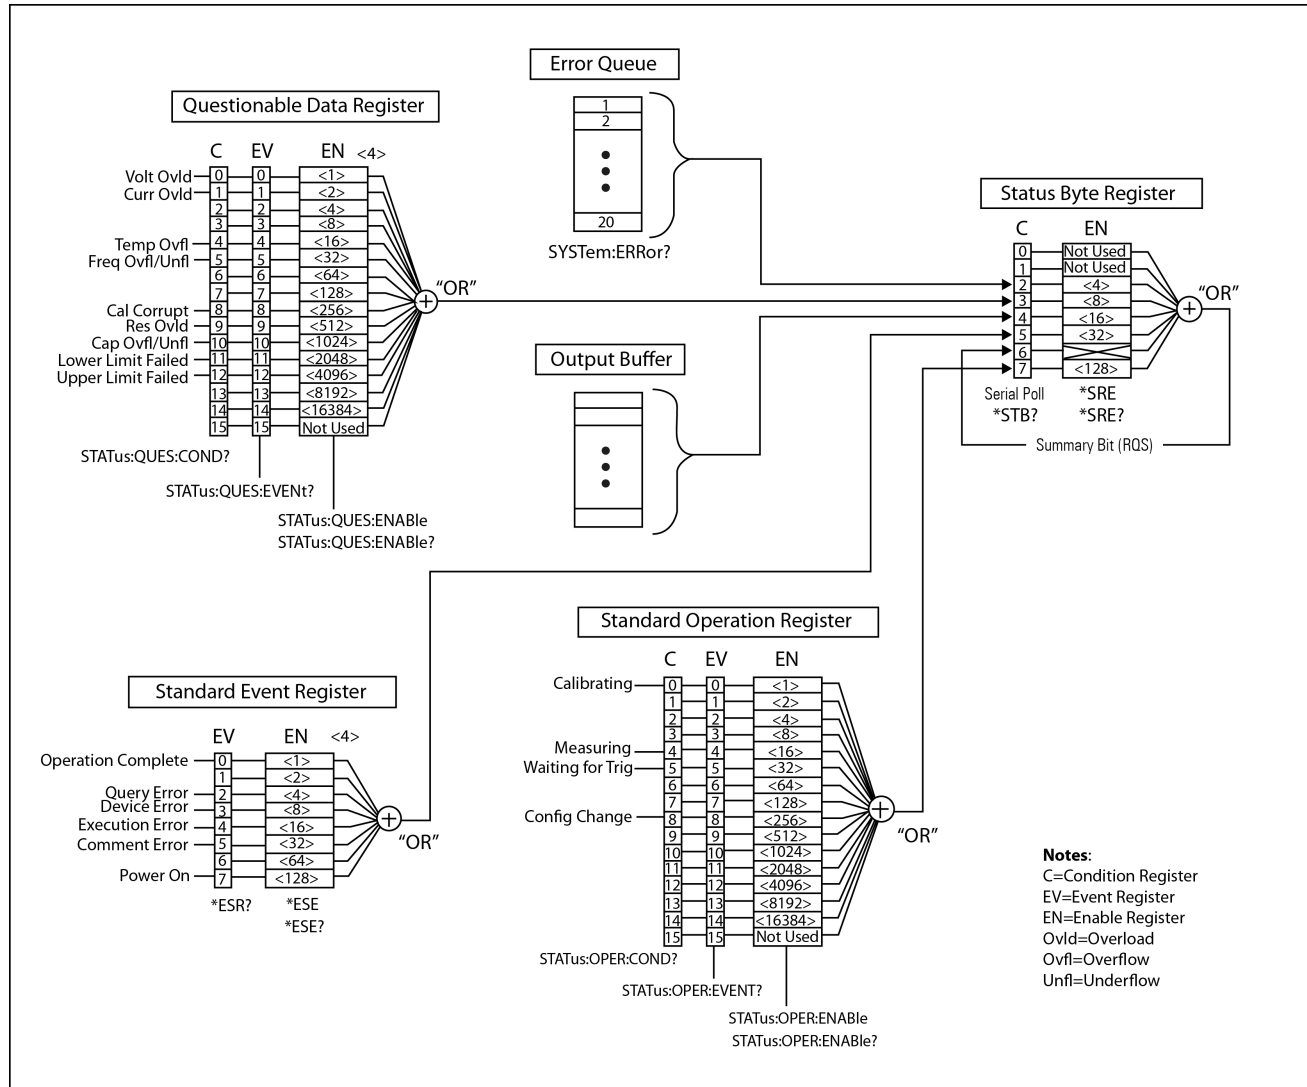 Error Queue
1
2
20
SYSTem:ERRor?
Questionable Data Register
C EV EN <4>
Volt Ovld 0 0 <1>
Curr Ovld 1 1 <2>
2 2 <4>
3 3 <8>
Temp Ovfl 4 4 <16>
Freq Ovfl/Unfl 5 5 <32>
6 6 <64>
7 7 <128>
Cal Corrupt 8 8 <256>
Res Ovld 9 9 <512>
Cap Ovfl/Unfl 10 10 <1024>
Lower Limit Failed 11 11 <2048>
Upper Limit Failed 12 12 <4096>
13 13 <8192>
14 14 <16384>
15 15 Not Used
“OR”
STATus:QUES:COND?
STATus:QUES:EVENt?
STATus:QUES:ENABle
STATus:QUES:ENABle?
Output Buffer
Status Byte Register
C EN
0 Not Used
1 Not Used
2 <4>
3 <8>
4 <16>
5 <32>
6
7 <128>
“OR”
Serial Poll *SRE
*STB? *SRE?
Summary Bit (RQS)
Standard Event Register
EV EN <4>
Operation Complete 0 <1>
1 <2>
Query Error 2 <4>
Device Error 3 <8>
Execution Error 4 <16>
Comment Error 5 <32>
6 <64>
Power On 7 <128>
“OR”
*ESR? *ESE
*ESE?
Standard Operation Register
C EV EN
Calibrating 0 0 <1>
1 1 <2>
2 2 <4>
3 3 <8>
Measuring 4 4 <16>
Waiting for Trig 5 5 <32>
6 6 <64>
7 7 <128>
Config Change 8 8 <256>
9 9 <512>
10 10 <1024>
11 11 <2048>
12 12 <4096>
13 13 <8192>
14 14 <16384>
15 15 Not Used
“OR”
STATus:OPER:COND?
STATus:OPER:EVENT?
STATus:OPER:ENABle
STATus:OPER:ENABle?
Notes:
C=Condition Register
EV=Event Register
EN=Enable Register
Ovld=Overload
Ovfl=Overflow
Unfl=Underflow